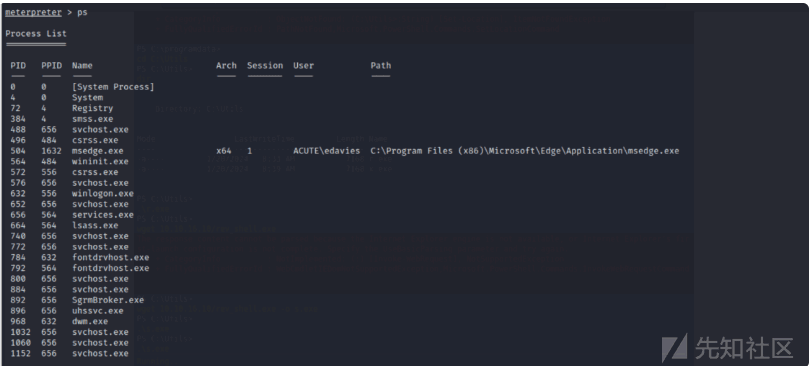 meterpreter > ps
Process List
PID PPID Name Arch Session User Path
0 0 [System Process]
4 0 System
72 4 Registry
384 4 smss.exe
488 656 svchost.exe
496 484 csrss.exe
504 1632 msedge.exe x64 1 ACUTE\edavies C:\Program Files (x86)\Microsoft\Edge\Application\msedge.exe
564 484 wininit.exe
572 556 csrss.exe
576 656 svchost.exe
632 556 winlogon.exe
652 656 svchost.exe
656 564 services.exe
664 564 lsass.exe
740 656 svchost.exe
772 656 svchost.exe
784 632 fontdrvhost.exe
792 564 fontdrvhost.exe
800 656 svchost.exe
884 656 svchost.exe
892 656 SgrmBroker.exe
896 656 uhssvc.exe
968 632 dwm.exe
1032 656 svchost.exe
1060 656 svchost.exe
1152 656 svchost.exe
先知社区